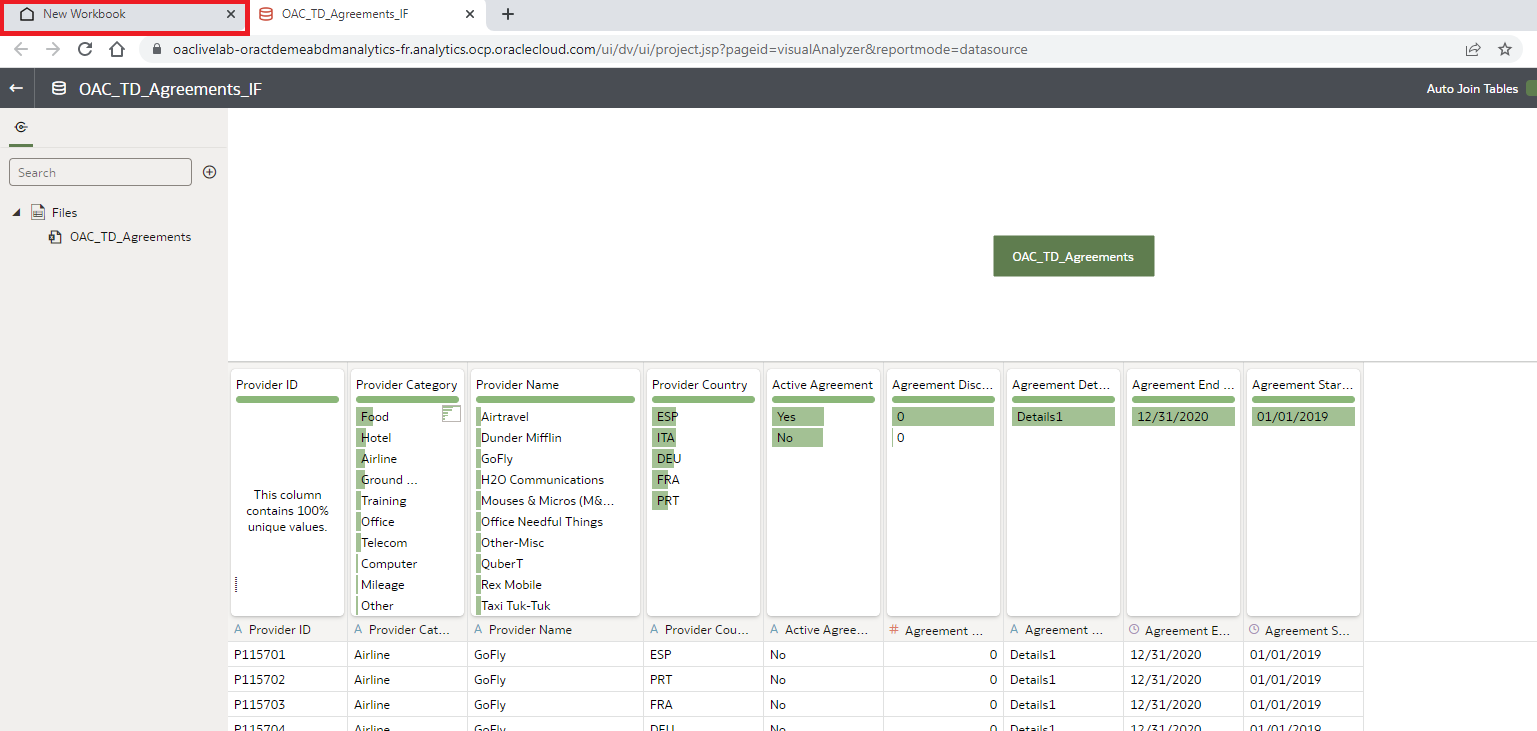 New Workbook
OAC_TD_Agreements_IF
oaclivelab-oractdemeabdmanalytics-fr.analytics.ocp.oraclecloud.com/ui/dv/ui/project.jsp?pageid=visualAnalyzer&reportmode=datasource
OAC_TD_Agreements_IF
Auto Join Tables
Search
Files
OAC_TD_Agreements
OAC_TD_Agreements
Provider ID Provider Category Provider Name Provider Country Active Agreement Agreement Disc... Agreement Det... Agreement End ... Agreement Star...
Food Airtravel ESP Yes 0 Details1 12/31/2020 01/01/2019
Hotel Dunder Mifflin ITA No 0
Airline GoFly DEU
Ground ... H2O Communications FRA
This column
contains 100%
unique values.
Training Mouses & Micros (M&... PRT
Office Office Needful Things
Telecom Other-Misc
Computer QuberT
Mileage Rex Mobile
Other Taxi Tuk-Tuk
A Provider ID A Provider Cat... A Provider Name A Provider Cou... A Active Agree... # Agreement ... A Agreement ... Agreement E... Agreement S...
P115701 Airline GoFly ESP No 0 Details1 12/31/2020 01/01/2019
P115702 Airline GoFly PRT No 0 Details1 12/31/2020 01/01/2019
P115703 Airline GoFly FRA No 0 Details1 12/31/2020 01/01/2019
P115704 Airline GoFly DEU No 0 Details1 12/31/2020 01/01/2019